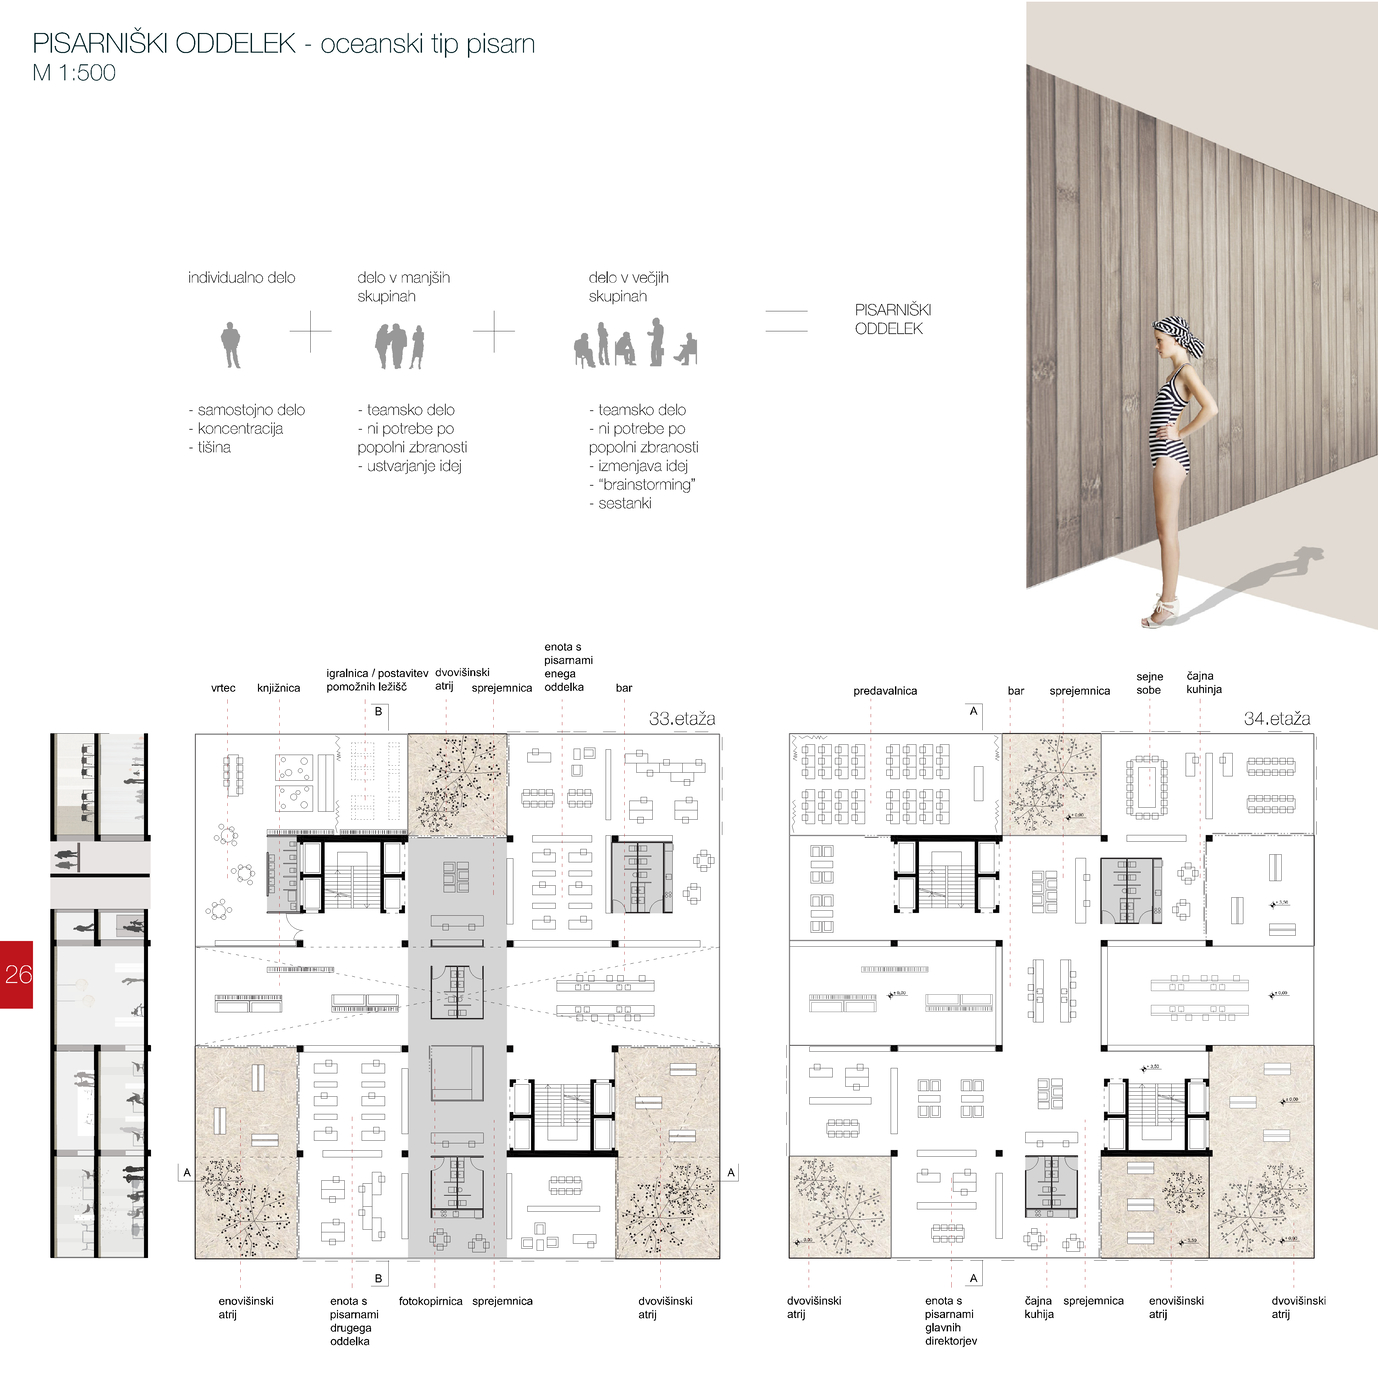 PISARNIŠKI ODDELEK - oceanski tip pisarn
M 1:500
individualno delo
delo v manjših
skupinah
delo v večjih
skupinah
PISARNIŠKI
ODDELEK
- samostojno delo
- koncentracija
- tišina
- teamsko delo
- ni potrebe po
popolni zbranosti
- ustvarjanje idej
- teamsko delo
- ni potrebe po
popolni zbranosti
- izmenjava idej
- "brainstorming"
- sestanki
vrtec
knjižnica
igralnica / postavitev
pomožnih ležišč
dvovišinski
atrij
sprejemnica
enota s
pisarnami
enega
oddelka
bar
33.etaža
B
predavalnica
bar
sprejemnica
sejne
sobe
čajna
kuhinja
34.etaža
A
26
A
A
B
A
enovišinski
atrij
enota s
pisarnami
drugega
oddelka
fotokopirnica
sprejemnica
dvovišinski
atrij
dvovišinski
atrij
enota s
pisarnami
glavnih
direktorjev
čajna
kuhija
sprejemnica
enovišinski
atrij
dvovišinski
atrij